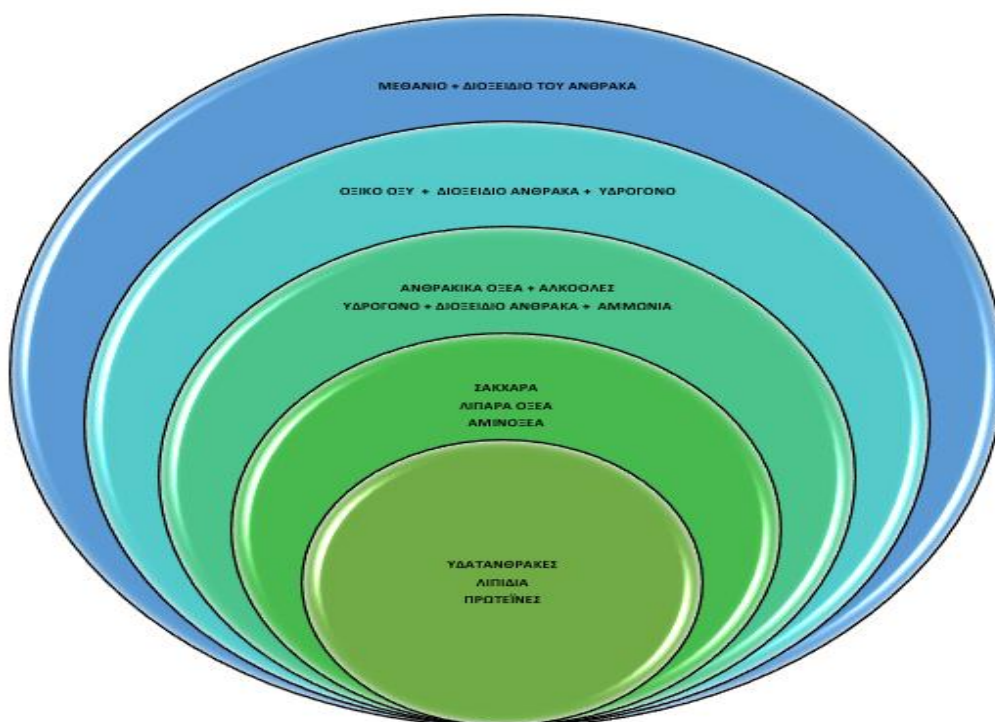 ΜΕΘΑΝΙΟ + ΔΙΟΞΕΙΔΙΟ ΤΟΥ ΑΝΘΡΑΚΑ
ΟΞΙΚΟ ΟΞΥ + ΔΙΟΞΕΙΔΙΟ ΑΝΘΡΑΚΑ + ΥΔΡΟΓΟΝΟ
ΑΝΘΡΑΚΙΚΑ ΟΞΕΑ + ΑΛΚΟΟΛΕΣ
ΥΔΡΟΓΟΝΟ + ΔΙΟΞΕΙΔΙΟ ΑΝΘΡΑΚΑ + ΑΜΜΩΝΙΑ
ΣΑΚΧΑΡΑ
ΛΙΠΑΡΑ ΟΞΕΑ
ΑΜΙΝΟΞΕΑ
ΥΔΑΤΑΝΘΡΑΚΕΣ
ΛΙΠΙΔΙΑ
ΠΡΩΤΕΪΝΕΣ